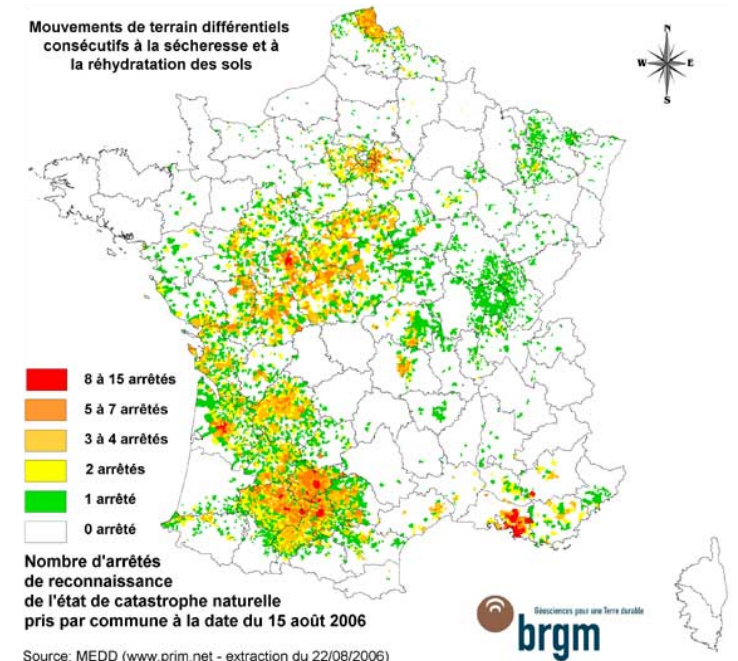 Mouvements de terrain différentiels
consécutifs à la sécheresse et à
la réhydratation des sols
N
W
E
S
8 à 15 arrêtés
5 à 7 arrêtés
3 à 4 arrêtés
2 arrêtés
1 arrêté
0 arrêté
Nombre d'arrêtés
de reconnaissance
de l'état de catastrophe naturelle
pris par commune à la date du 15 août 2006
Géosciences pour une Terre durable
brgm
Source: MEDD (www.prim.net - extraction du 22/08/2006)